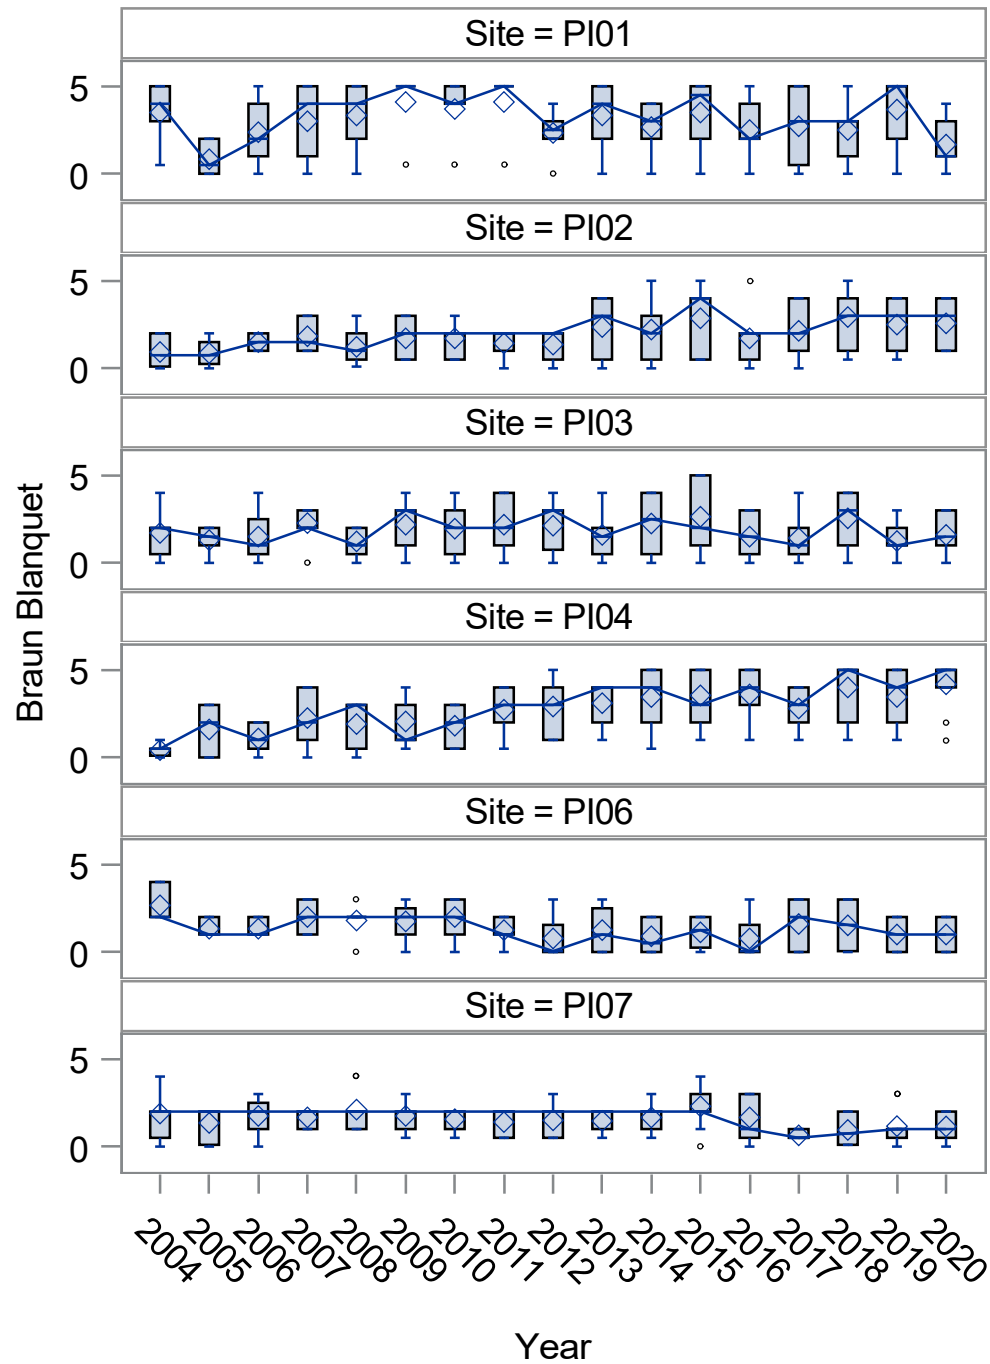 Site = PI01
5
0
Site = PI02
5
0
Site = PI03
5
0
Braun Blanquet
Site = PI04
5
0
Site = PI06
5
0
Site = PI07
5
0
2004 2005 2006 2007 2008 2009 2010 2011 2012 2013 2014 2015 2016 2017 2018 2019 2020
Year